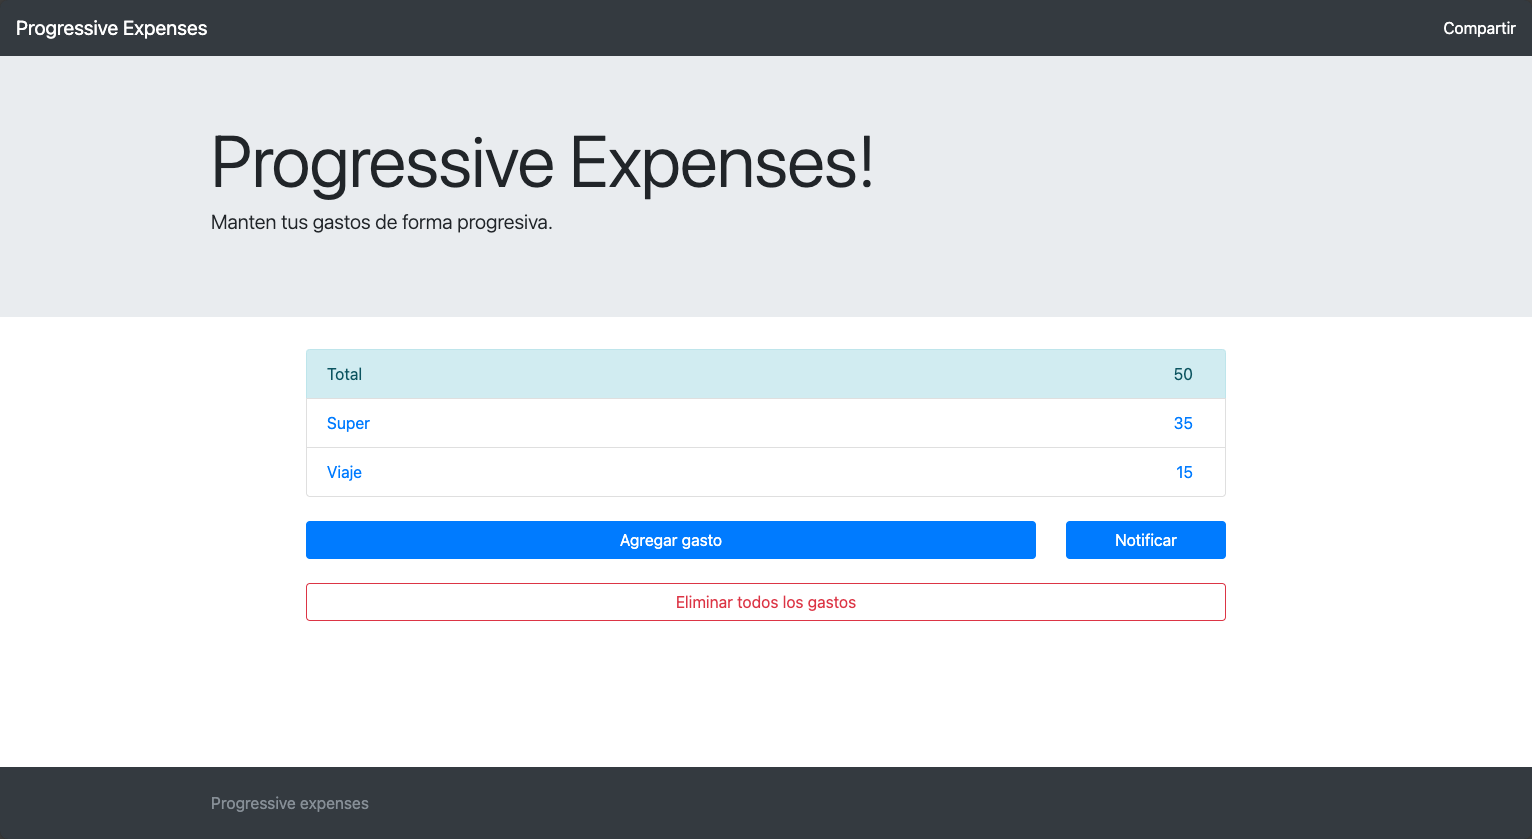 Progressive Expenses Compartir
Progressive Expenses!
Manten tus gastos de forma progresiva.
Total 50
Super 35
Viaje 15
Agregar gasto Notificar
Eliminar todos los gastos
Progressive expenses